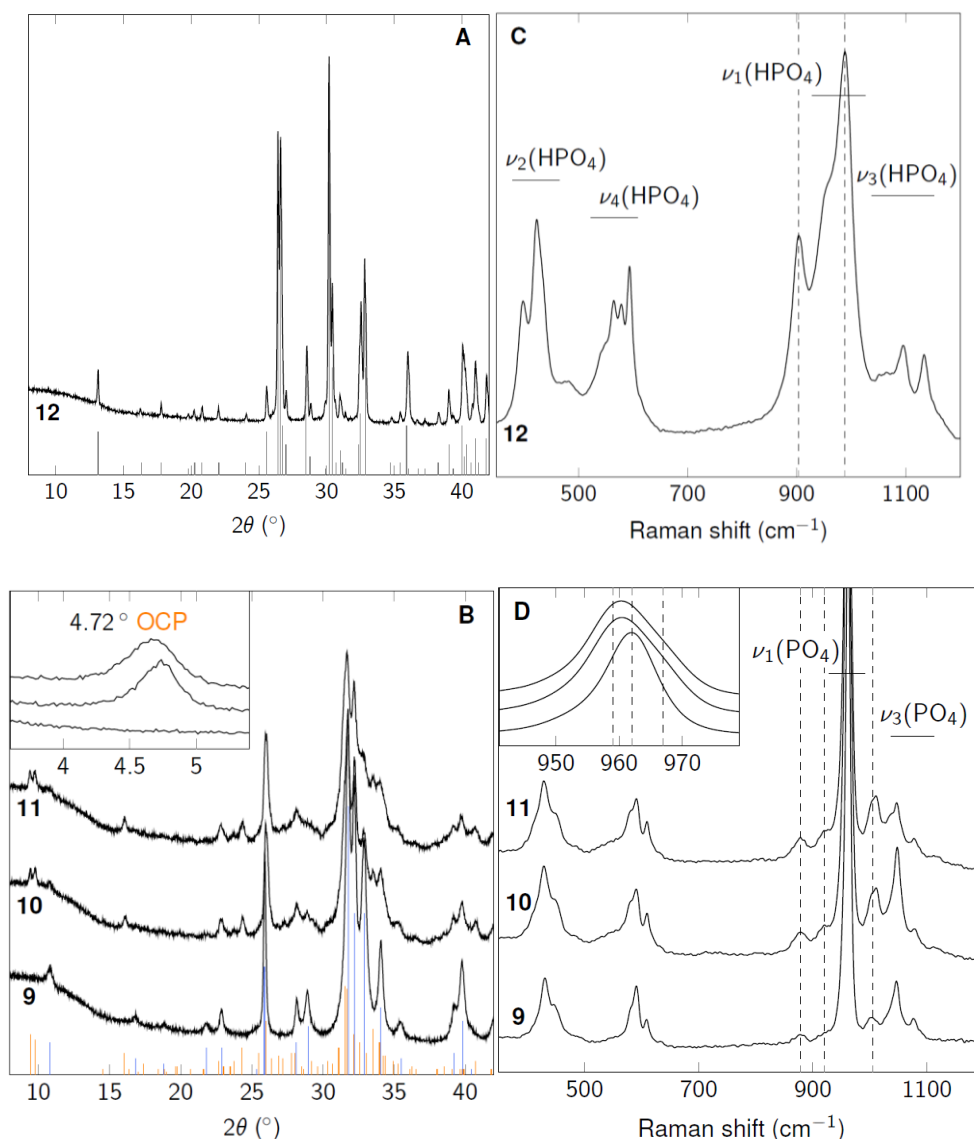 A
12
10 15 20 25 30 35 40
2θ (°)
C
ν1(HPO4)
ν2(HPO4)
ν3(HPO4)
ν4(HPO4)
12
500 700 900 1100
Raman shift (cm−1)
B
4.72° OCP
4 4.5 5
11
10
9
10 15 20 25 30 35 40
2θ (°)
D
950 960 970
ν1(PO4)
ν3(PO4)
11
10
9
500 700 900 1100
Raman shift (cm−1)